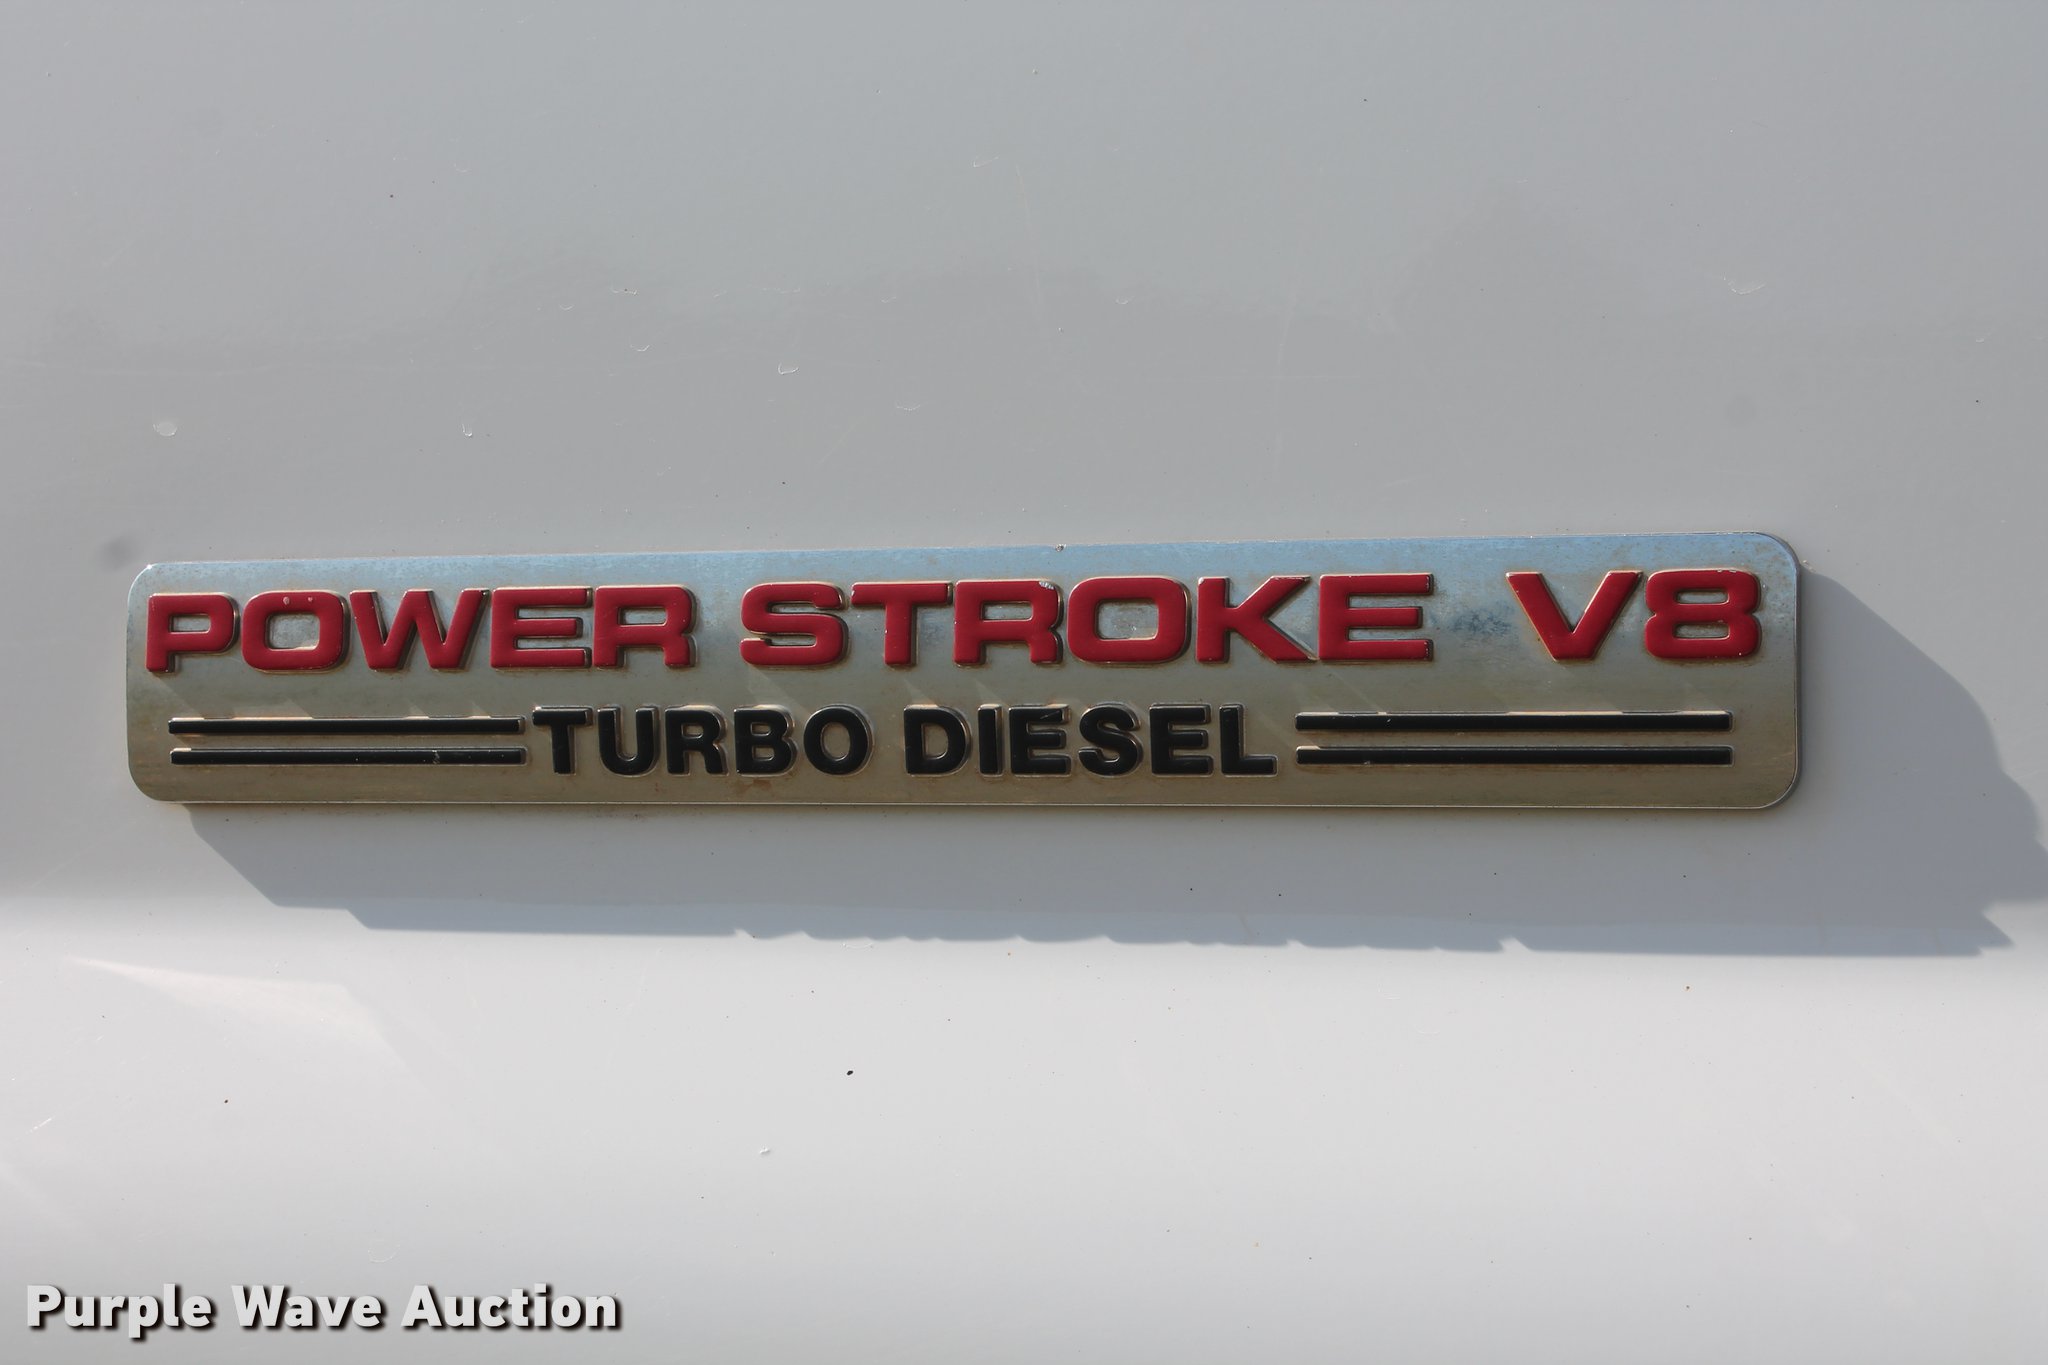 POWER STROKE V8
TURBO DIESEL
Purple Wave Auction